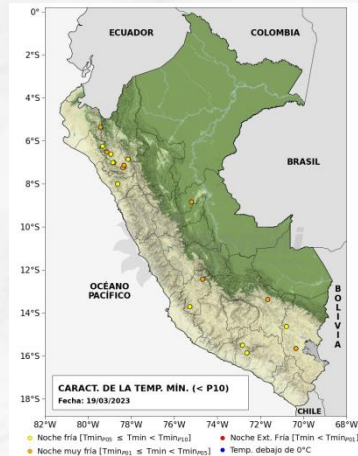 ECUADOR
COLOMBIA
BRASIL
OCÉANO
PACÍFICO
BOLIVIA
CHILE
0°
2°S
4°S
6°S
8°S
10°S
12°S
14°S
16°S
18°S
CARACT. DE LA TEMP. MÍN. (< P10)
Fecha: 19/03/2023
82°W 80°W 78°W 76°W 74°W 72°W 70°W 68°W
Noche fría [TminP05 ≤ Tmin < TminP10]
Noche muy fría [TminP01 ≤ Tmin < TminP05]
Noche Ext. Fría [Tmin < TminP01]
Temp. debajo de 0°C